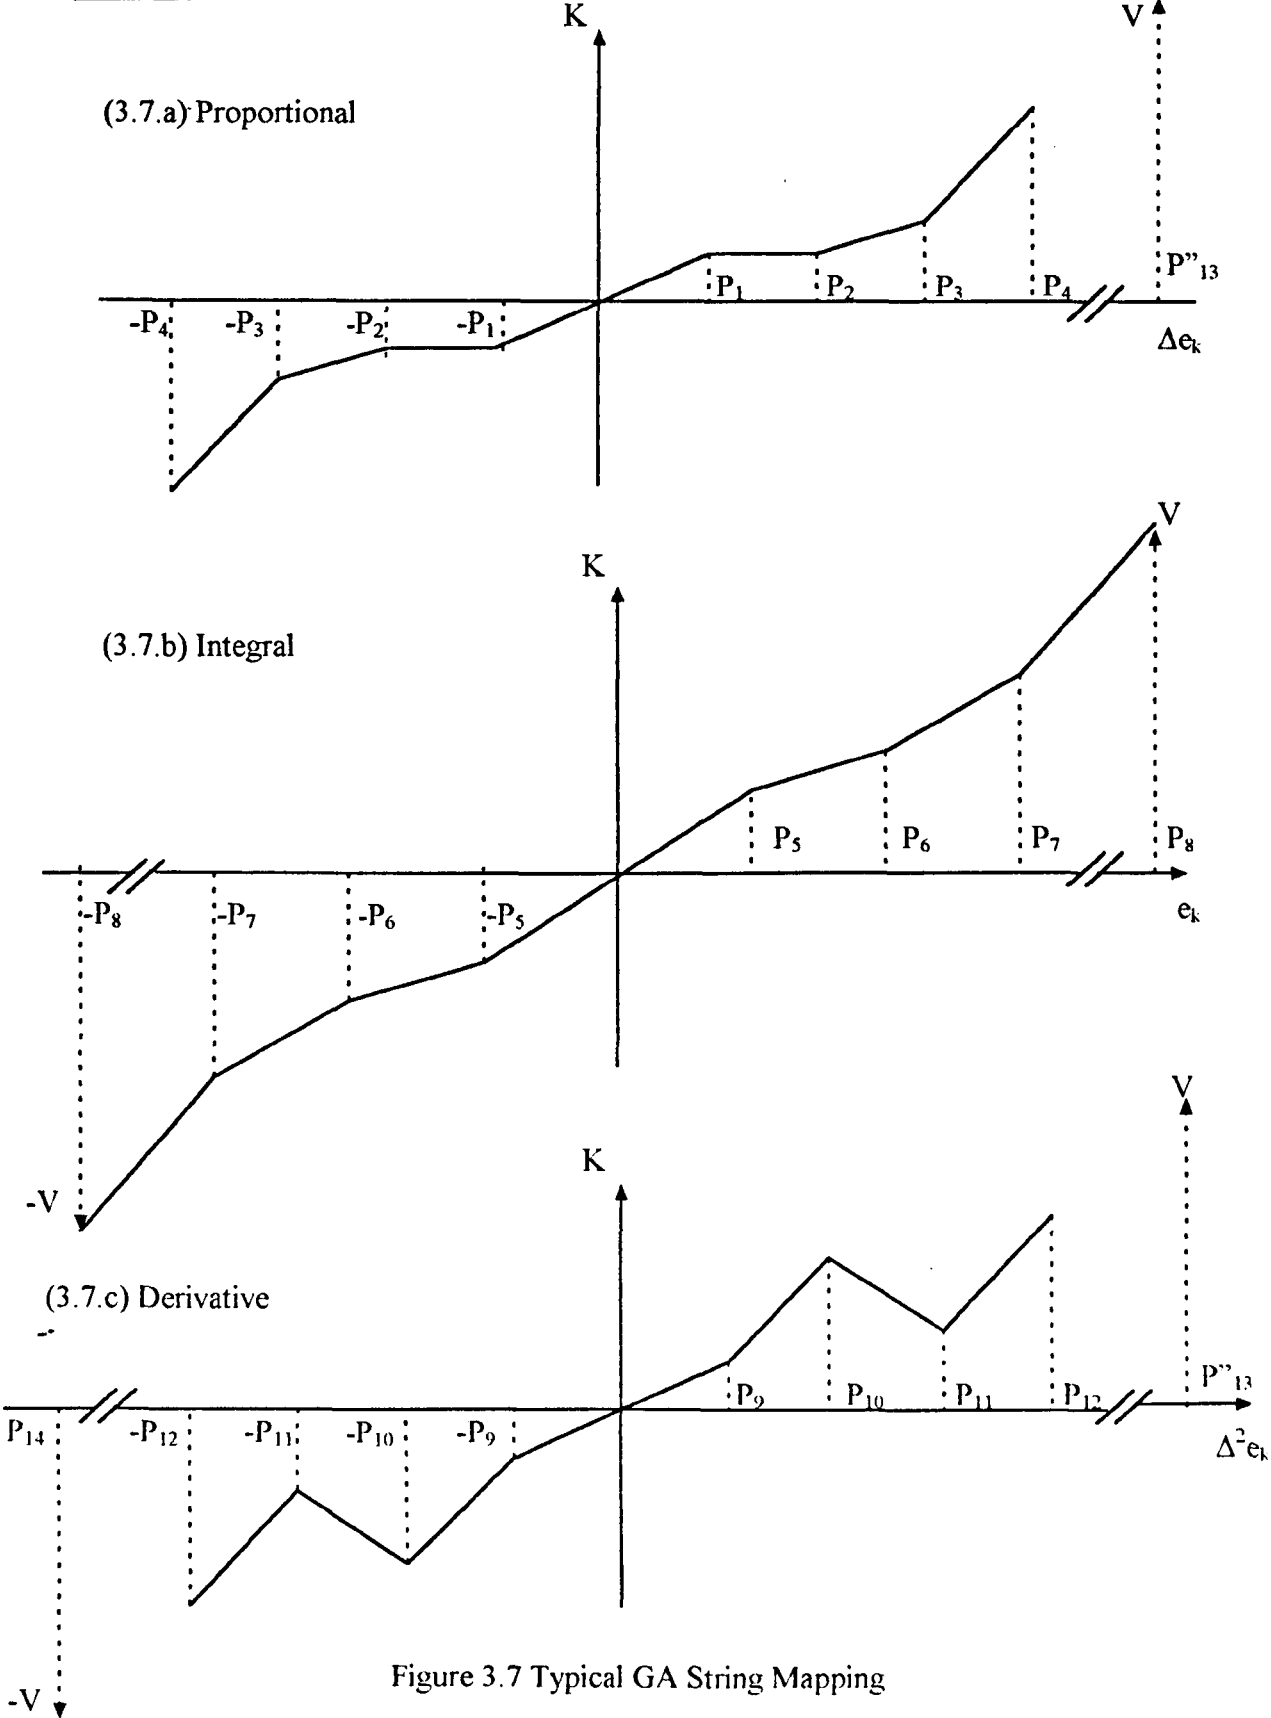 K
V
(3.7.a) Proportional
P"13
P1 P2 P3 P4
-P4 -P3 -P2 -P1
Δek
V
K
(3.7.b) Integral
P5 P6 P7 P8
-P8 -P7 -P6 -P5
ek
V
K
-V
(3.7.c) Derivative
P"13
P9 P10 P11 P12
P14 -P12 -P11 -P10 -P9
Δ²ek
Figure 3.7 Typical GA String Mapping
-V